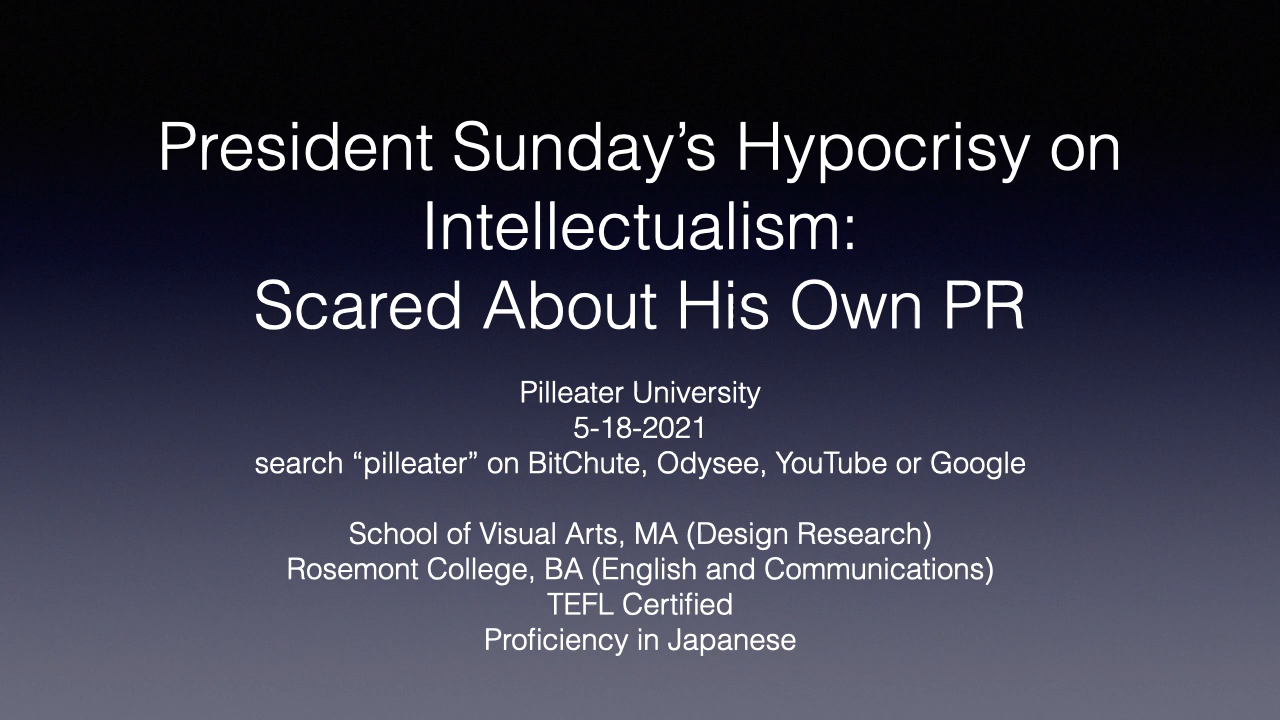 President Sunday’s Hypocrisy on
Intellectualism:
Scared About His Own PR
Pilleater University
5-18-2021
search “pilleater” on BitChute, Odysee, YouTube or Google
School of Visual Arts, MA (Design Research)
Rosemont College, BA (English and Communications)
TEFL Certified
Proficiency in Japanese